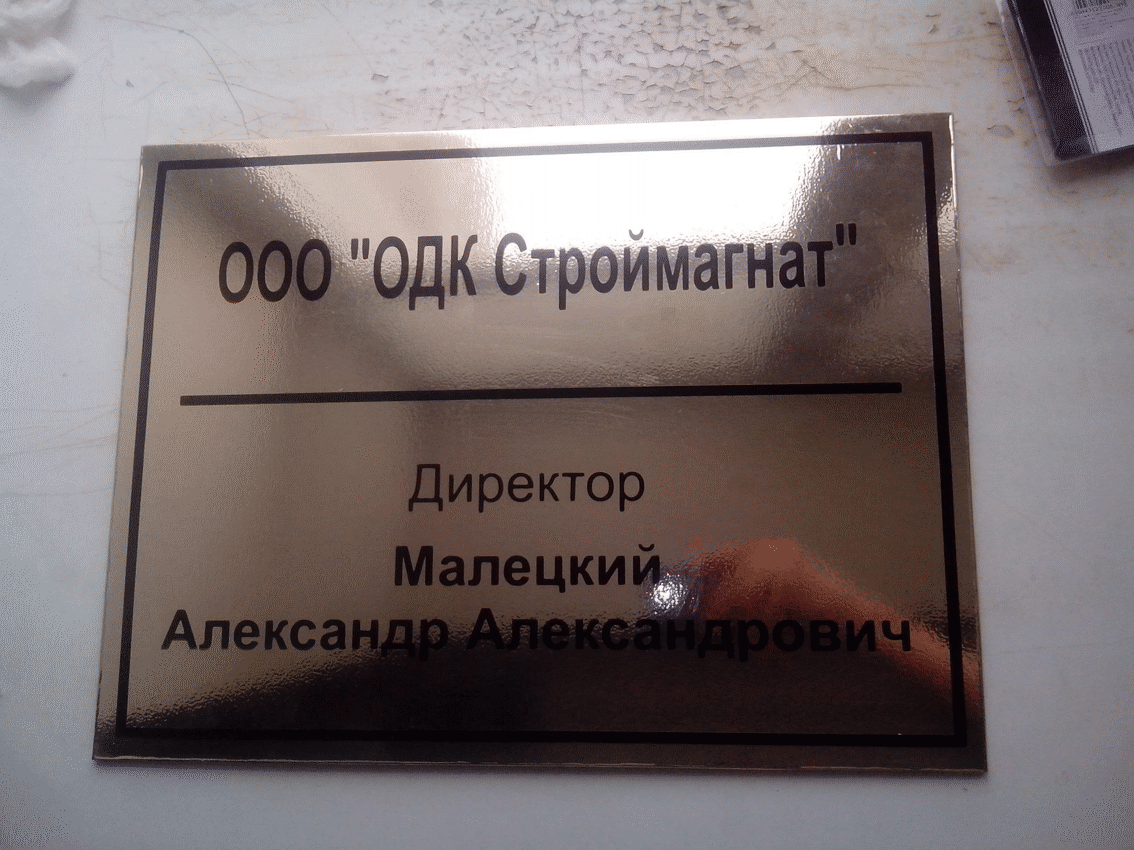 ООО "ОДК Строймагнат"
Директор
Малецкий
Александр Александрович